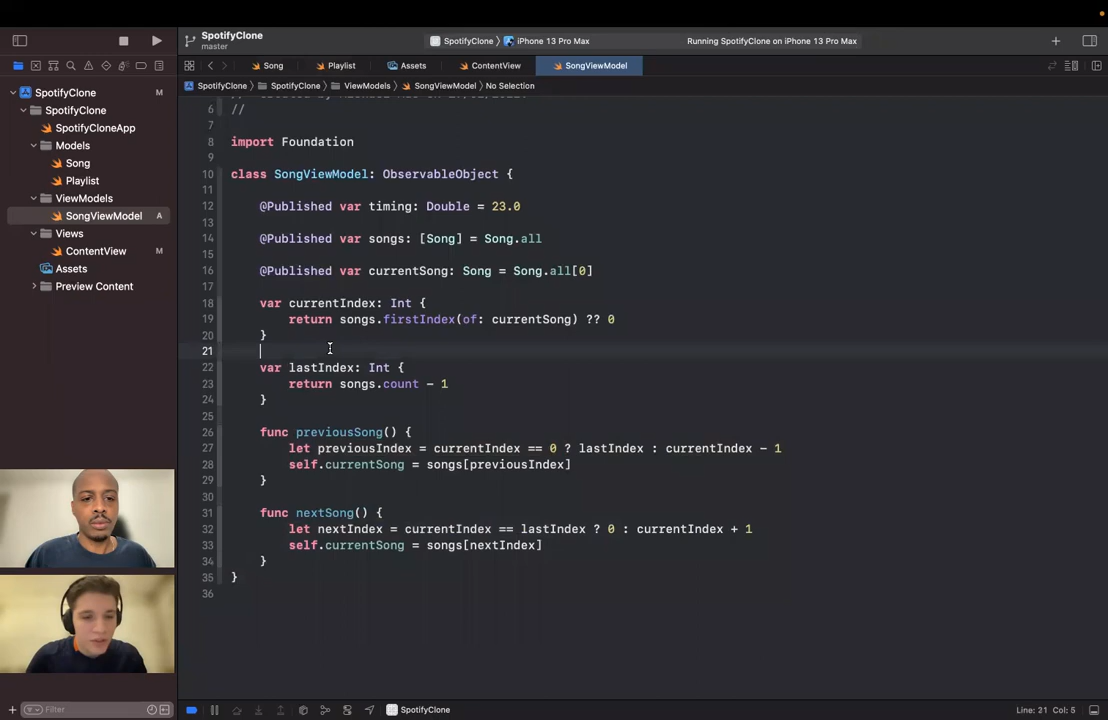 SpotifyClone
master
SpotifyClone
iPhone 13 Pro Max
Running SpotifyClone on iPhone 13 Pro Max
Song
Playlist
Assets
ContentView
SongViewModel
SpotifyClone
M
SpotifyClone
SpotifyCloneApp
Models
Song
Playlist
ViewModels
SongViewModel
A
Views
ContentView
M
Assets
Preview Content
SpotifyClone
SpotifyClone
ViewModels
SongViewModel
No Selection
6 //
7
8 import Foundation
9
10 class SongViewModel: ObservableObject {
11
12 @Published var timing: Double = 23.0
13
14 @Published var songs: [Song] = Song.all
15
16 @Published var currentSong: Song = Song.all[0]
17
18 var currentIndex: Int {
19 return songs.firstIndex(of: currentSong) ?? 0
20 }
21
22 var lastIndex: Int {
23 return songs.count - 1
24 }
25
26 func previousSong() {
27 let previousIndex = currentIndex == 0 ? lastIndex : currentIndex - 1
28 self.currentSong = songs[previousIndex]
29 }
30
31 func nextSong() {
32 let nextIndex = currentIndex == lastIndex ? 0 : currentIndex + 1
33 self.currentSong = songs[nextIndex]
34 }
35 }
36
Filter
SpotifyClone
Line: 21 Col: 5